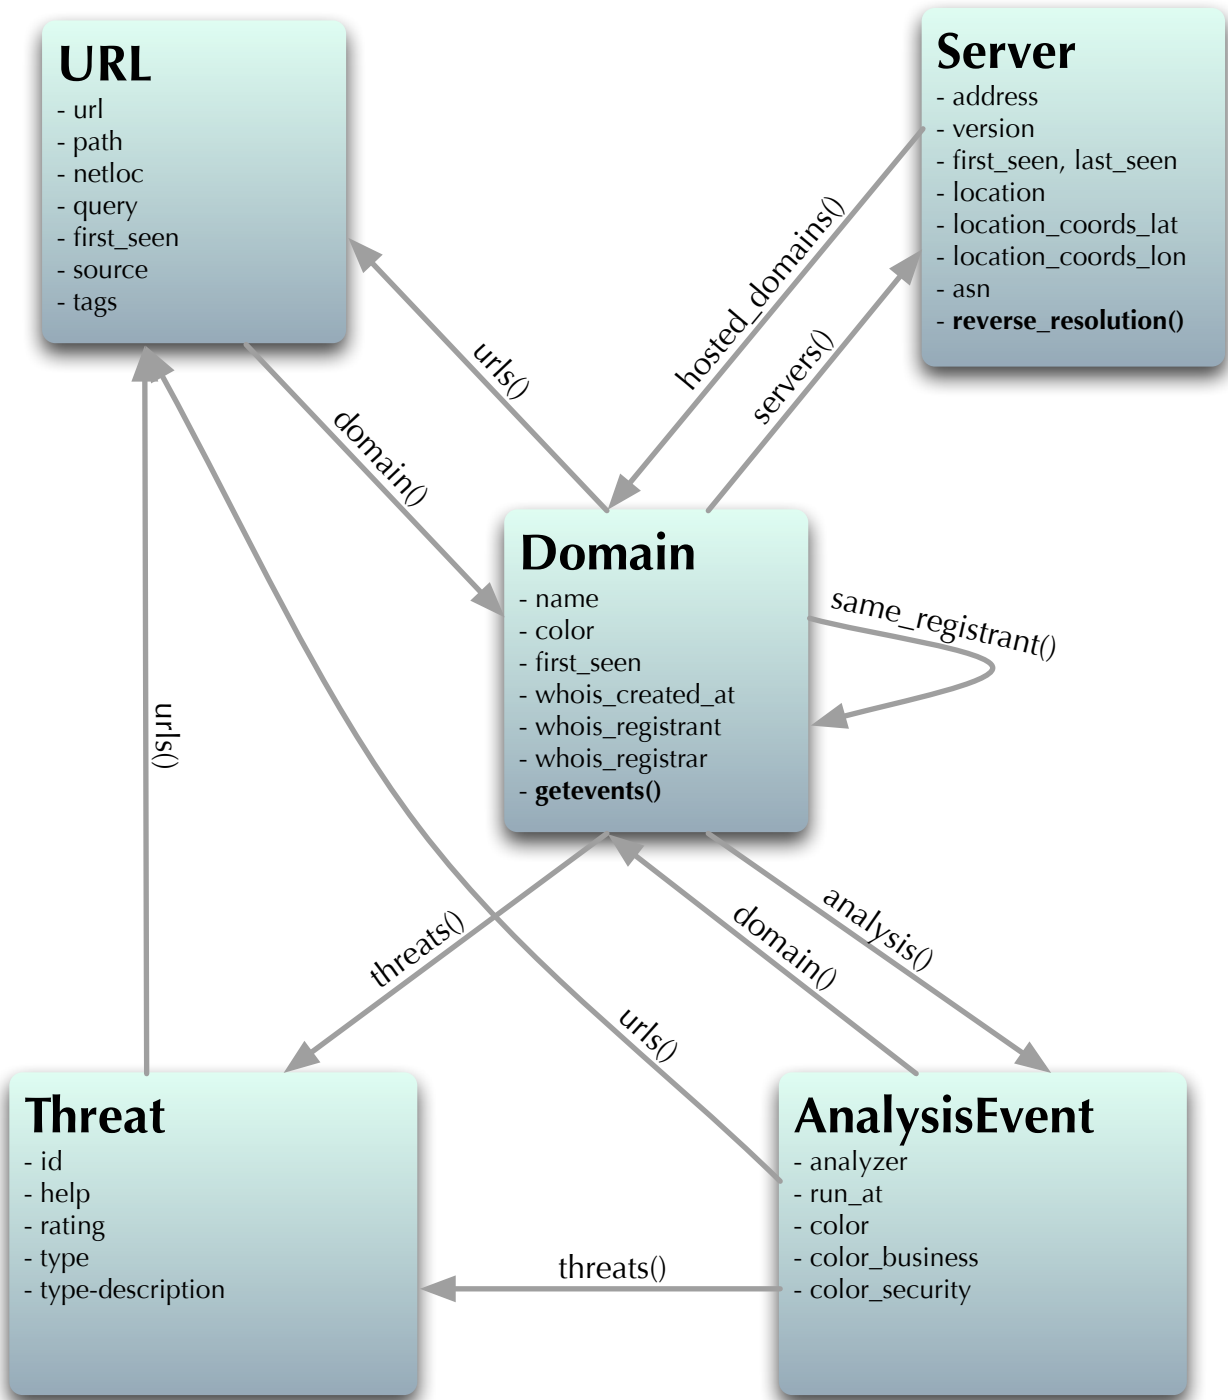 URL
- url
- path
- netloc
- query
- first_seen
- source
- tags
Server
- address
- version
- first_seen, last_seen
- location
- location_coords_lat
- location_coords_lon
- asn
- reverse_resolution()
hosted_domains()
servers()
urls()
domain()
Domain
- name
- color
- first_seen
- whois_created_at
- whois_registrant
- whois_registrar
- getevents()
same_registrant()
urls()
threats()
domain()
analysis()
urls()
Threat
- id
- help
- rating
- type
- type-description
threats()
AnalysisEvent
- analyzer
- run_at
- color
- color_business
- color_security